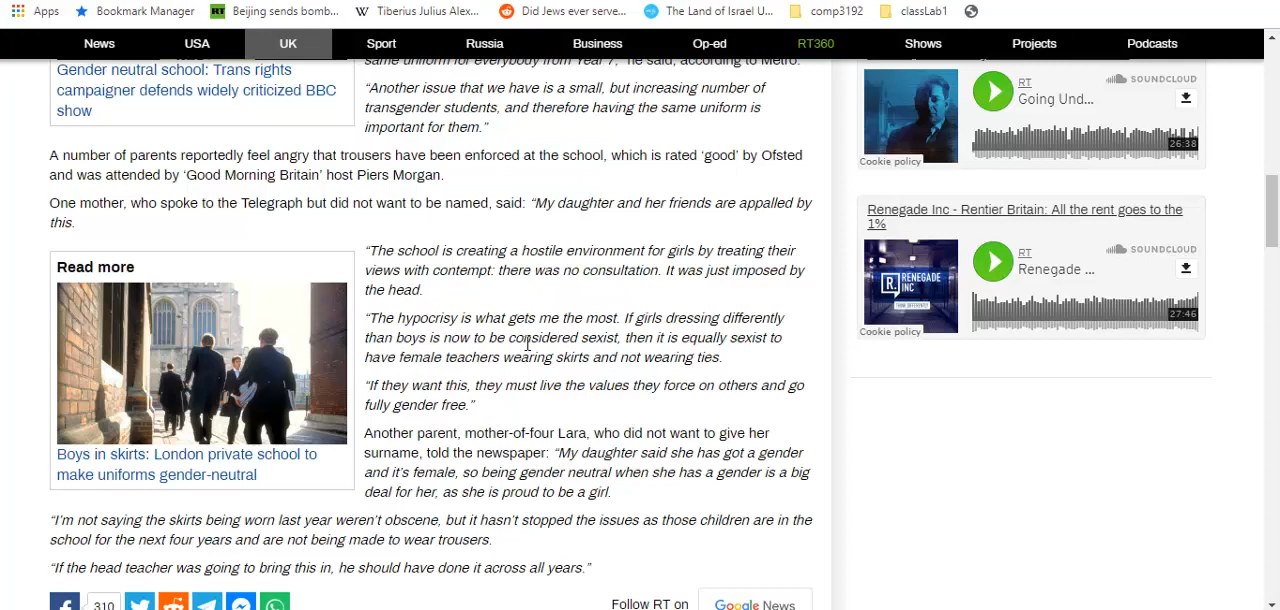 Apps
Bookmark Manager
RT
Beijing sends bomb...
W
Tiberius Julius Alex...
Did Jews ever serve...
The Land of Israel U...
comp3192
classLab1
News
USA
UK
Sport
Russia
Business
Op-ed
RT360
Shows
Projects
Podcasts
Gender neutral school: Trans rights
campaigner defends widely criticized BBC
show
same uniform for everybody from Year 7,” he said, according to Metro.
“Another issue that we have is a small, but increasing number of
transgender students, and therefore having the same uniform is
important for them.”
A number of parents reportedly feel angry that trousers have been enforced at the school, which is rated ‘good’ by Ofsted
and was attended by ‘Good Morning Britain’ host Piers Morgan.
One mother, who spoke to the Telegraph but did not want to be named, said: “My daughter and her friends are appalled by
this.
Read more
Boys in skirts: London private school to
make uniforms gender-neutral
“The school is creating a hostile environment for girls by treating their
views with contempt: there was no consultation. It was just imposed by
the head.
“The hypocrisy is what gets me the most. If girls dressing differently
than boys is now to be considered sexist, then it is equally sexist to
have female teachers wearing skirts and not wearing ties.
“If they want this, they must live the values they force on others and go
fully gender free.”
Another parent, mother-of-four Lara, who did not want to give her
surname, told the newspaper: “My daughter said she has got a gender
and it’s female, so being gender neutral when she has a gender is a big
deal for her, as she is proud to be a girl.
“I’m not saying the skirts being worn last year weren’t obscene, but it hasn’t stopped the issues as those children are in the
school for the next four years and are not being made to wear trousers.
“If the head teacher was going to bring this in, he should have done it across all years.”
310
Follow RT on
Google News
RT
Going Und...
SOUNDCLOUD
26:38
Cookie policy
Renegade Inc - Rentier Britain: All the rent goes to the
1%
R.
RENEGADE
INC
THINK DIFFERENTLY
RT
Renegade ...
SOUNDCLOUD
27:46
Cookie policy